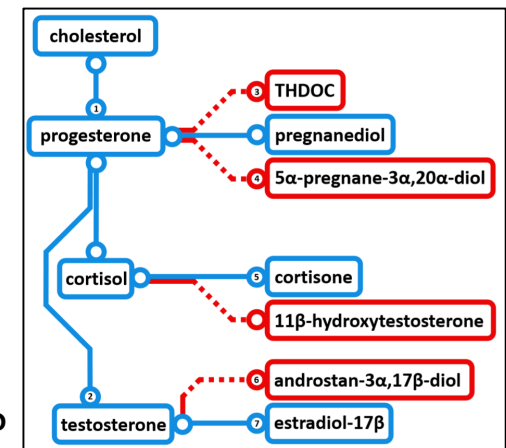 cholesterol
1
progesterone
3 THDOC
pregnanediol
4 5α-pregnane-3α,20α-diol
cortisol
5 cortisone
11β-hydroxytestosterone
6 androstan-3α,17β-diol
2
testosterone
7 estradiol-17β